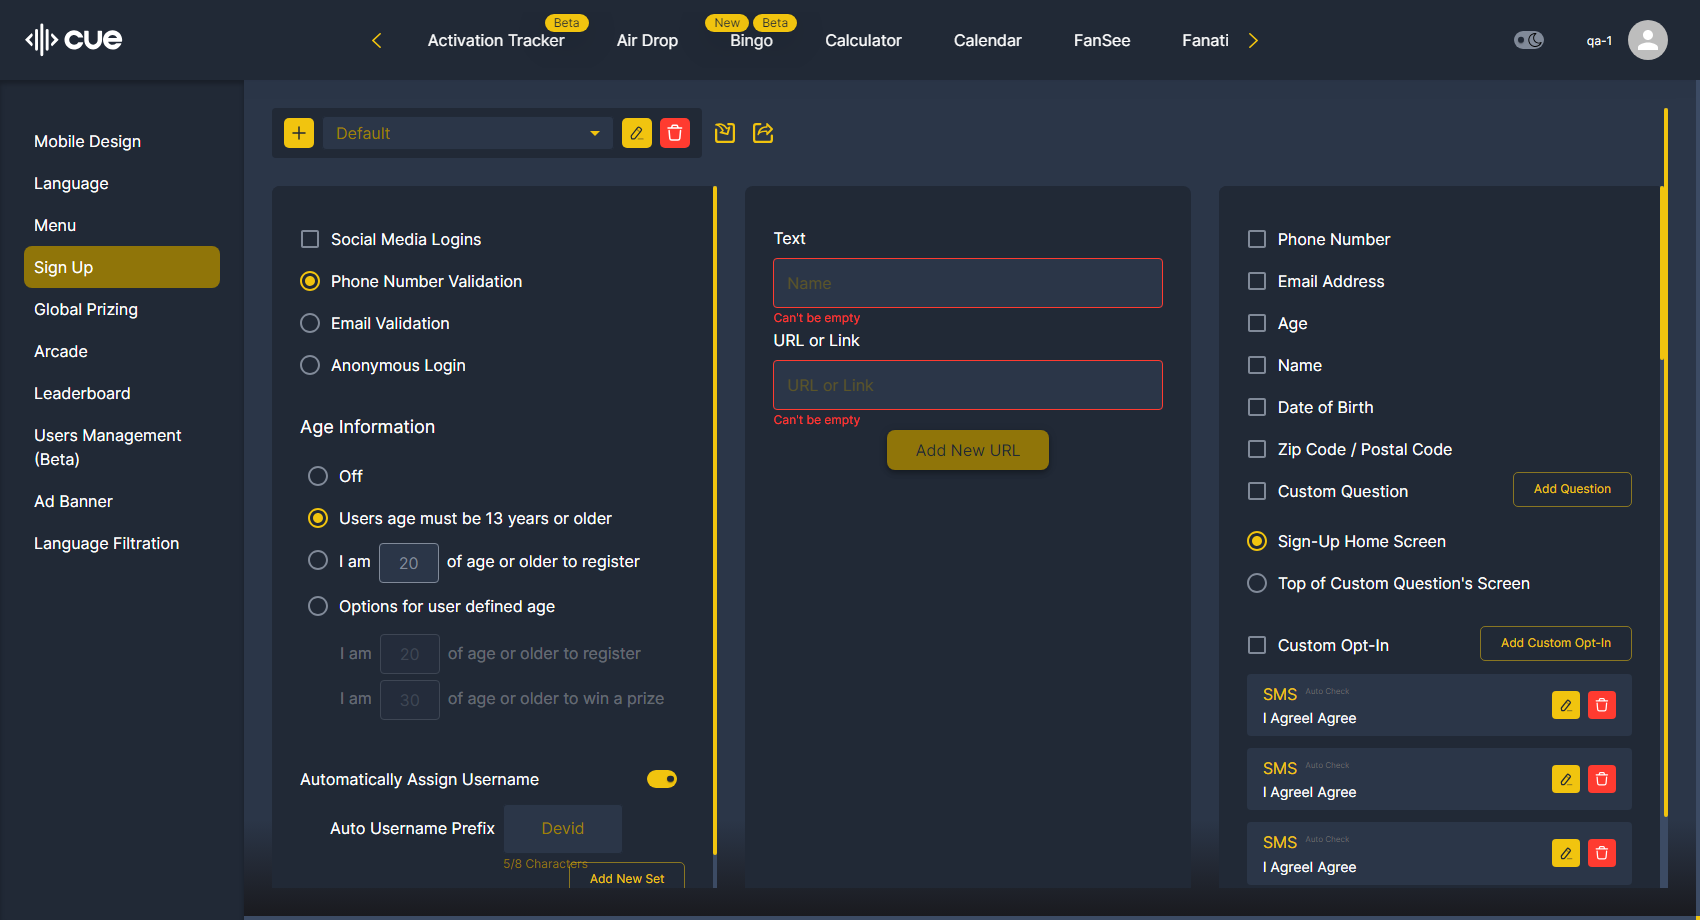 cue
Activation Tracker
Beta
Air Drop
New
Beta
Bingo
Calculator
Calendar
FanSee
Fanati
qa-1
Mobile Design
Language
Menu
Sign Up
Global Prizing
Arcade
Leaderboard
Users Management
(Beta)
Ad Banner
Language Filtration
Default
Social Media Logins
Phone Number Validation
Email Validation
Anonymous Login
Age Information
Off
Users age must be 13 years or older
I am 20 of age or older to register
Options for user defined age
I am 20 of age or older to register
I am 30 of age or older to win a prize
Automatically Assign Username
Auto Username Prefix Devid
5/8 Characters
Add New Set
Text
Name
Can't be empty
URL or Link
URL or Link
Can't be empty
Add New URL
Phone Number
Email Address
Age
Name
Date of Birth
Zip Code / Postal Code
Custom Question Add Question
Sign-Up Home Screen
Top of Custom Question's Screen
Custom Opt-In Add Custom Opt-In
SMS Auto Check
I AgreeI Agree
SMS Auto Check
I AgreeI Agree
SMS Auto Check
I AgreeI Agree